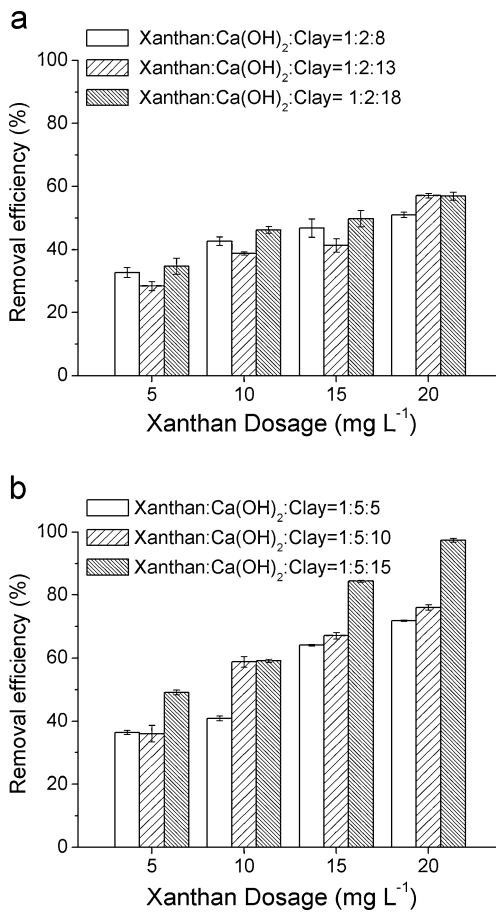 a
Xanthan:Ca(OH)₂:Clay=1:2:8
Xanthan:Ca(OH)₂:Clay=1:2:13
Xanthan:Ca(OH)₂:Clay= 1:2:18
Removal efficiency (%)
100
80
60
40
20
0
5 10 15 20
Xanthan Dosage (mg L⁻¹)
b
Xanthan:Ca(OH)₂:Clay=1:5:5
Xanthan:Ca(OH)₂:Clay=1:5:10
Xanthan:Ca(OH)₂:Clay=1:5:15
Removal efficiency (%)
100
80
60
40
20
0
5 10 15 20
Xanthan Dosage (mg L⁻¹)